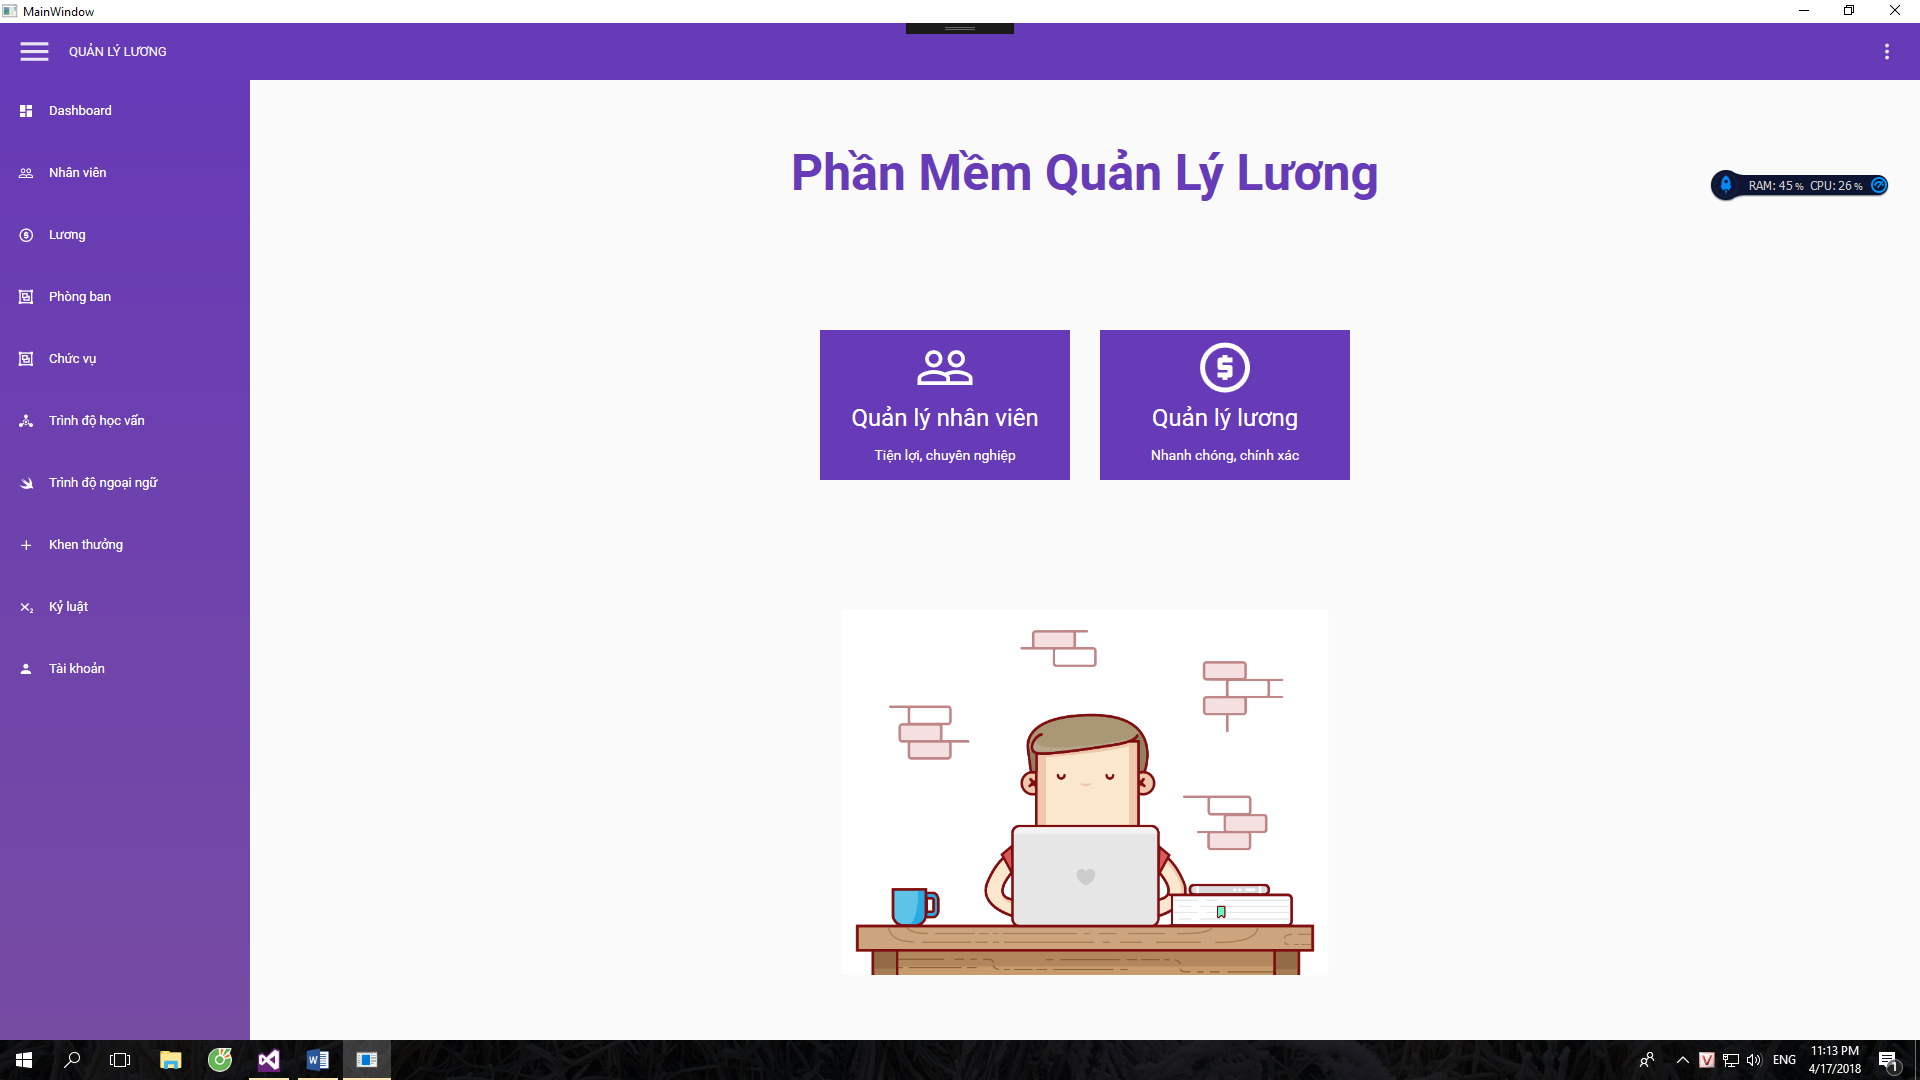 MainWindow
QUẢN LÝ LƯƠNG
Dashboard
Nhân viên
Lương
Phòng ban
Chức vụ
Trình độ học vấn
Trình độ ngoại ngữ
Khen thưởng
Kỷ luật
Tài khoản
Phần Mềm Quản Lý Lương
RAM: 45 % CPU: 26 %
Quản lý nhân viên
Tiện lợi, chuyên nghiệp
Quản lý lương
Nhanh chóng, chính xác
ENG
11:13 PM
4/17/2018
1